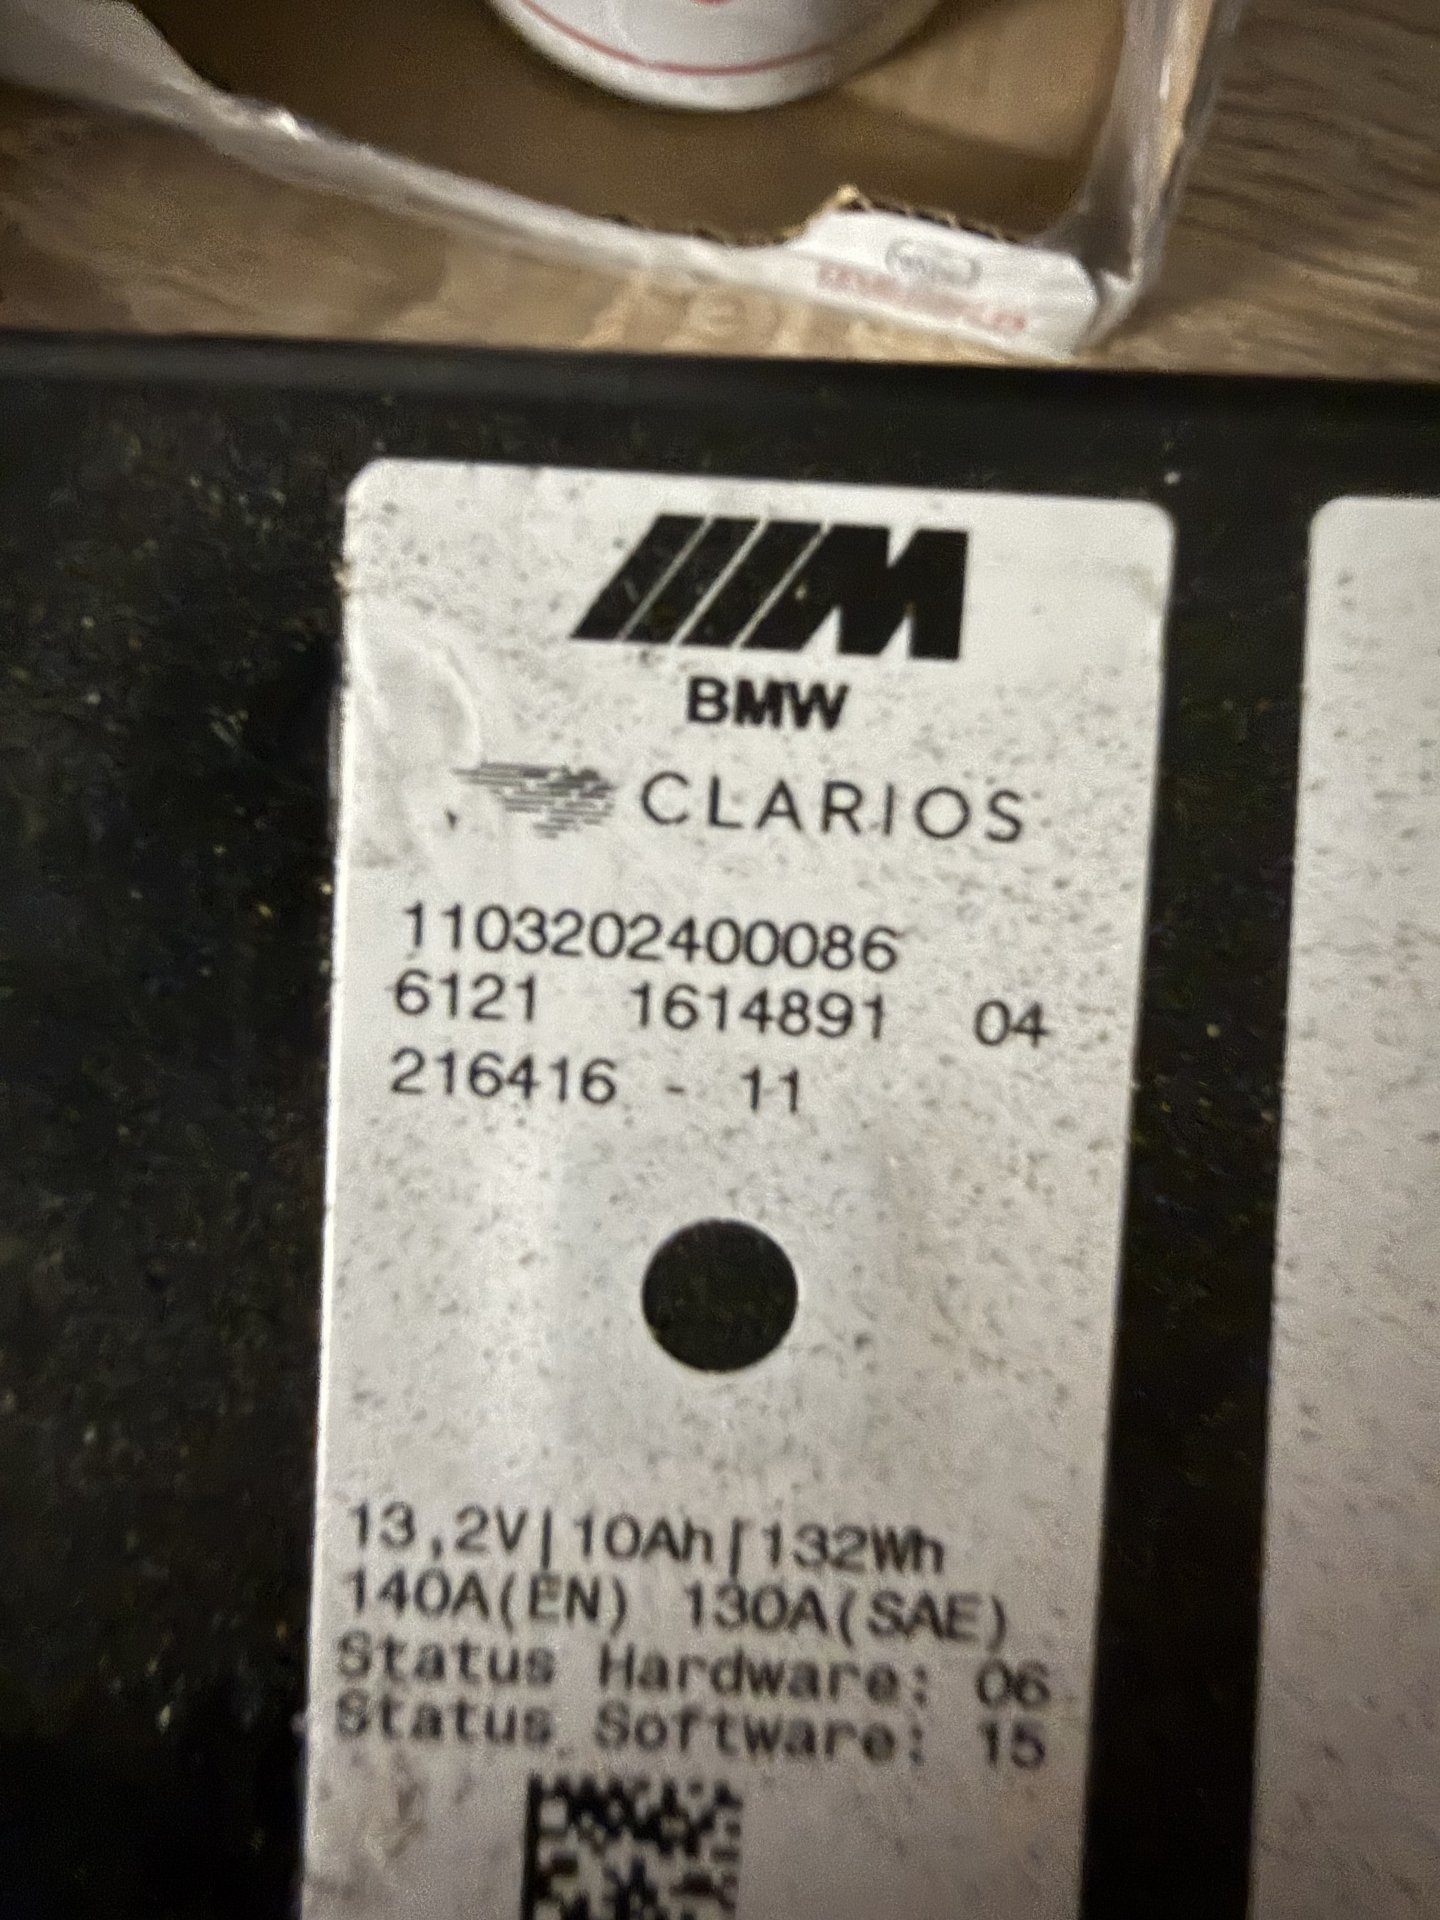 M
BMW
CLARIOS
1103202400086
6121 1614891 04
216416 - 11
13,2V|10Ah|132Wh
140A(EN) 130A(SAE)
Status Hardware: 06
Status Software: 15